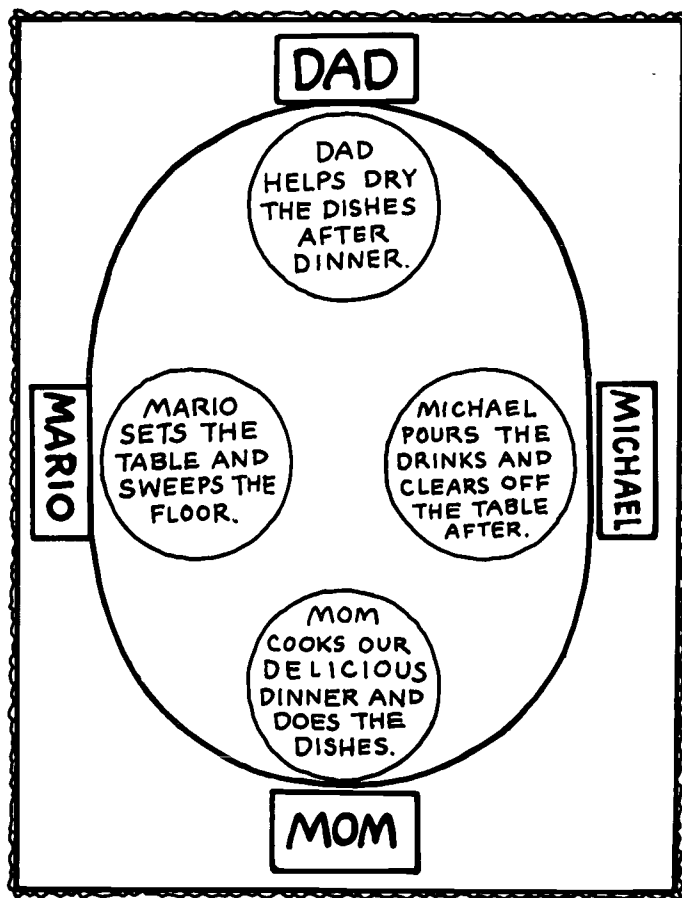 DAD
DAD
HELPS DRY
THE DISHES
AFTER
DINNER.
MARIO
MARIO
SETS THE
TABLE AND
SWEEPS THE
FLOOR.
MICHAEL
POURS THE
DRINKS AND
CLEARS OFF
THE TABLE
AFTER.
MICHAEL
MOM
COOKS OUR
DELICIOUS
DINNER AND
DOES THE
DISHES.
MOM